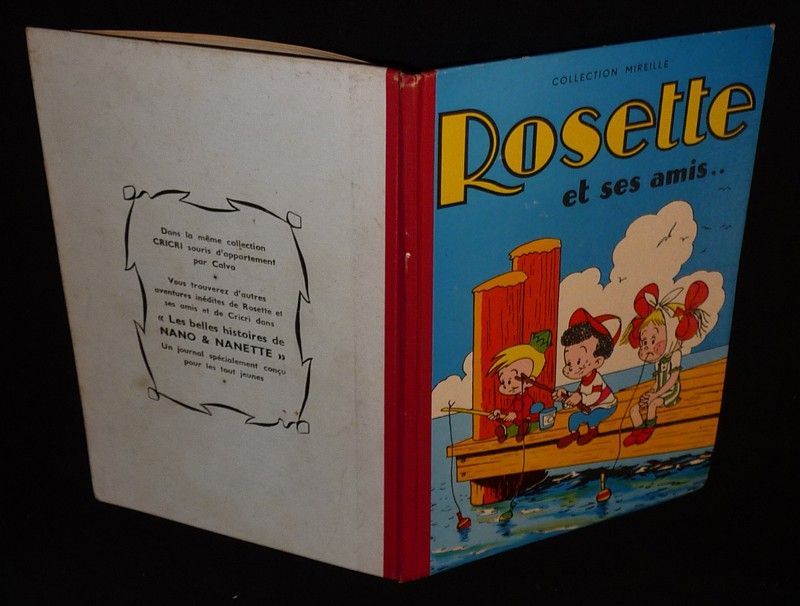 Dans la même collection
CRICRI souris d'appartement
par Calvo
*
Vous trouverez d'autres
aventures inédites de Rosette et
ses amis et de Cricri dans
« Les belles histoires de
NANO & NANETTE »
Un journal spécialement conçu
pour les tout jeunes
COLLECTION MIREILLE
Rosette
et ses amis..